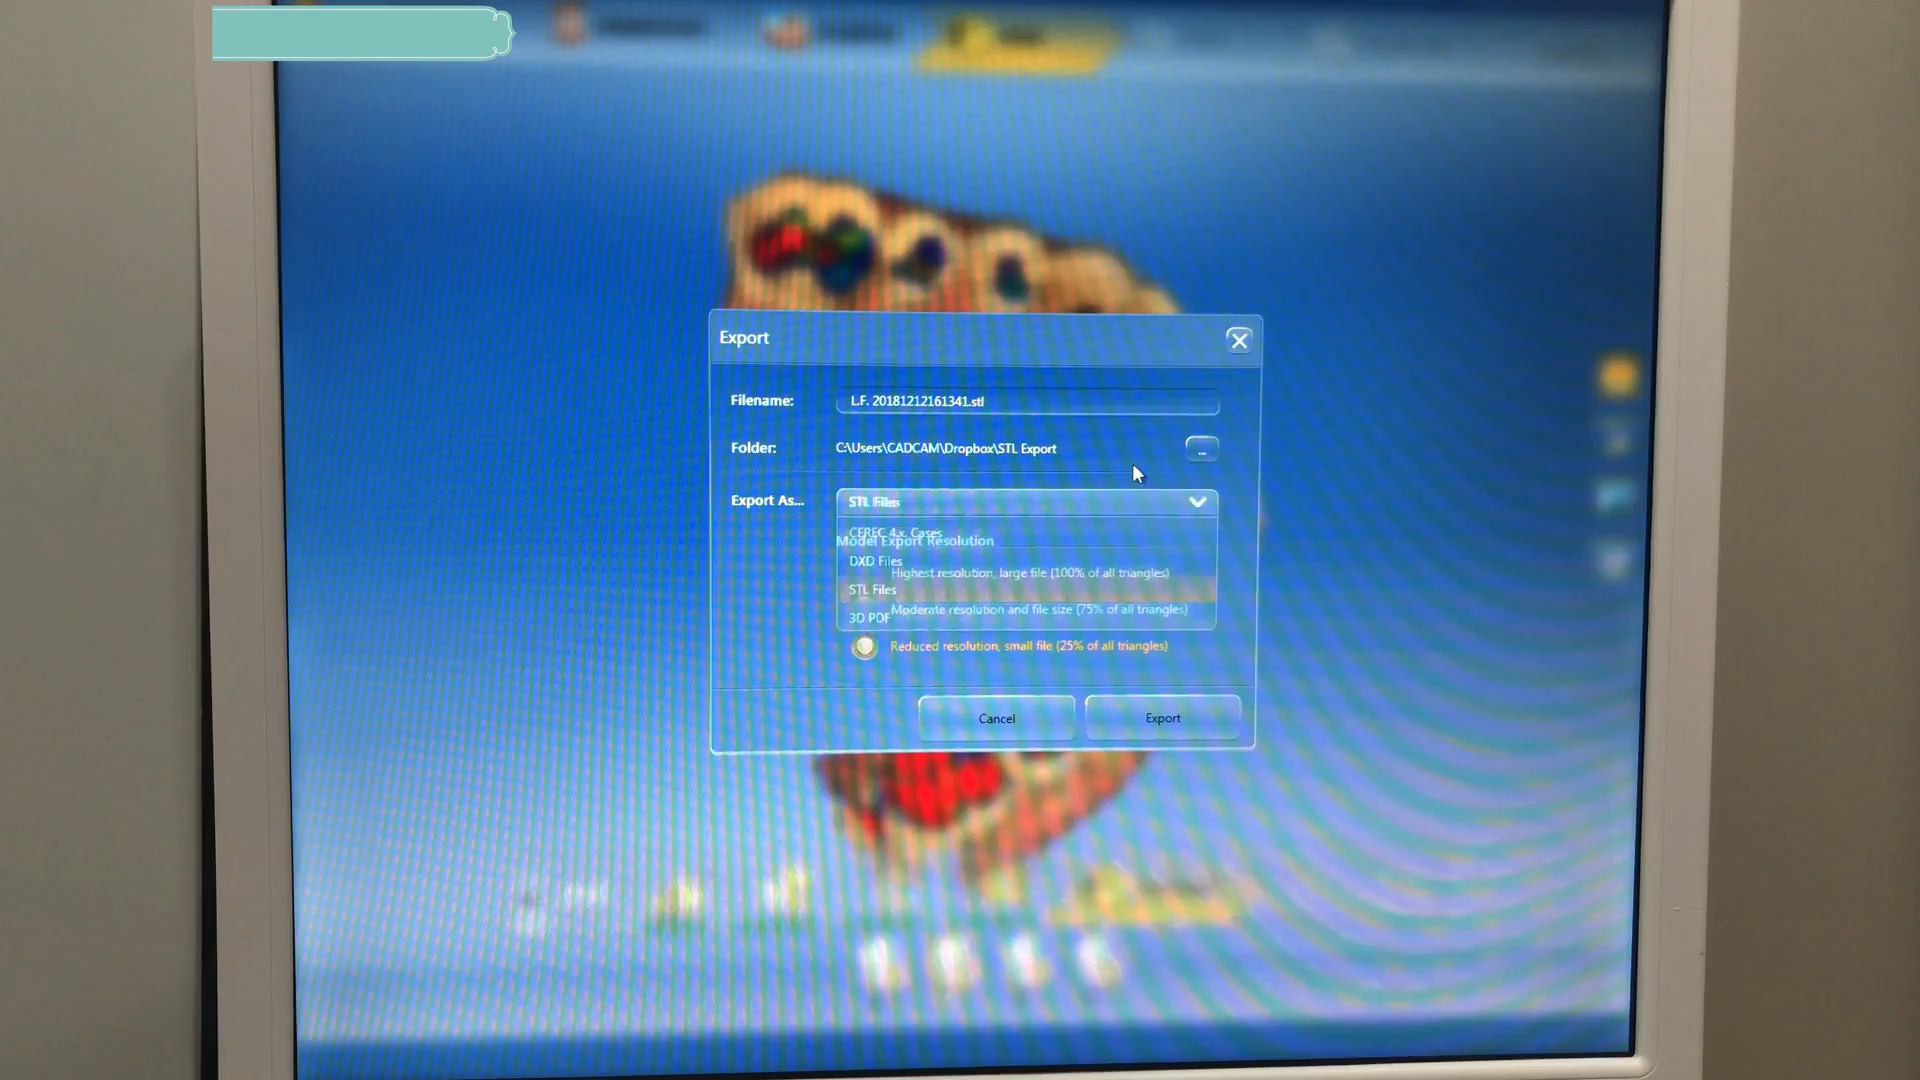 Export
Filename:
L.F. 20181212161341.stl
Folder:
C:\Users\CADCAM\Dropbox\STL Export
...
Export As...
STL Files
CEREC 4.x. Cases
Model Export Resolution
DXD Files
Highest resolution, large file (100% of all triangles)
STL Files
Moderate resolution and file size (75% of all triangles)
3D PDF
Reduced resolution, small file (25% of all triangles)
Cancel
Export